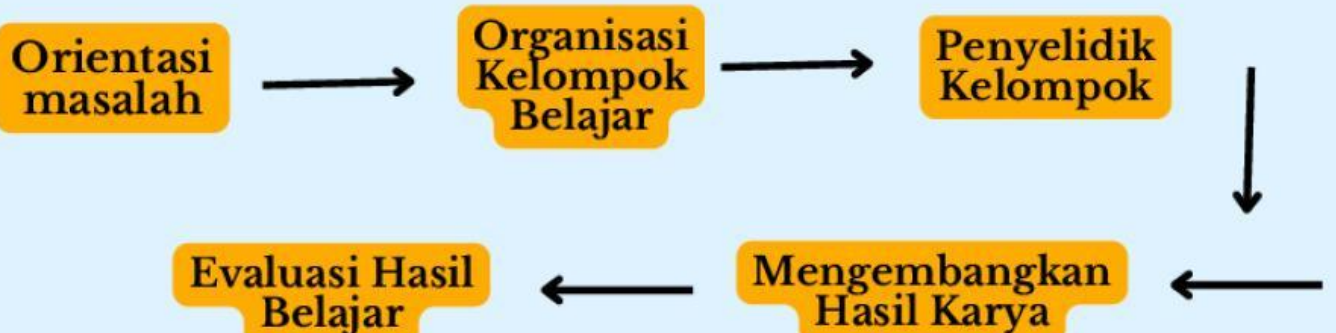 Orientasi
masalah
Organisasi
Kelompok
Belajar
Penyelidik
Kelompok
Mengembangkan
Hasil Karya
Evaluasi Hasil
Belajar